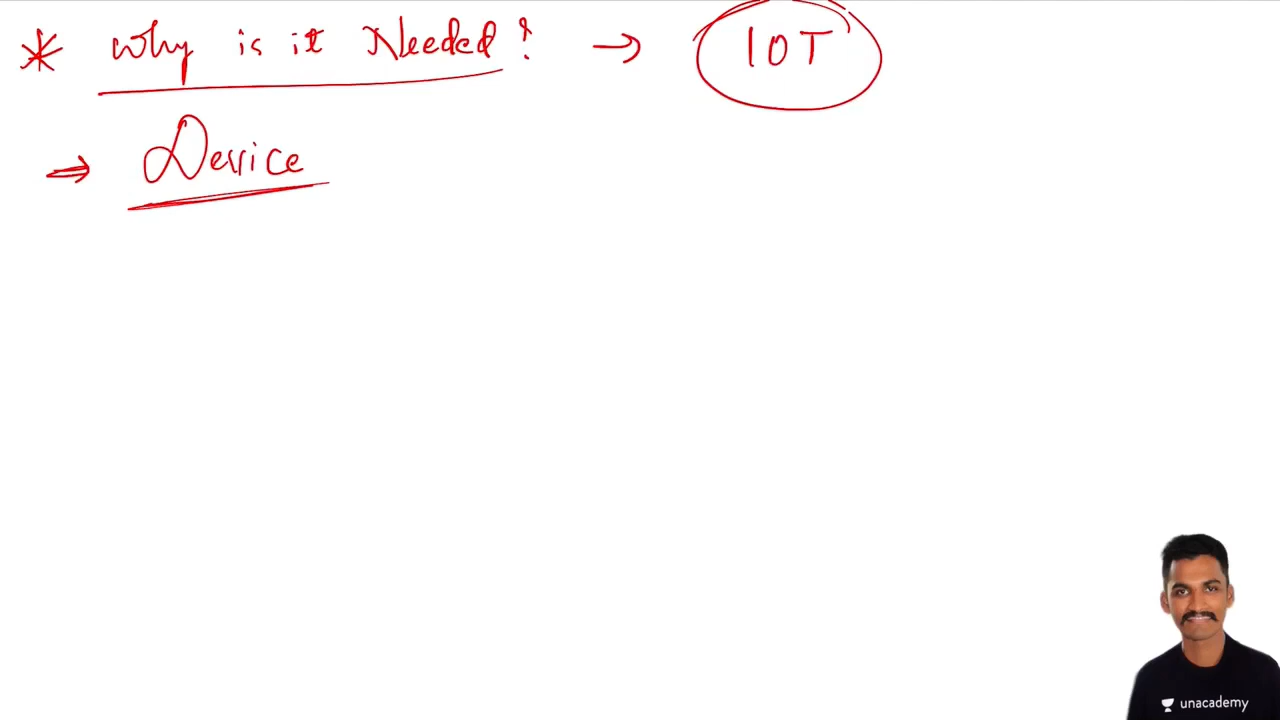 * Why is it Needed? → IOT
⇒ Device
unacademy